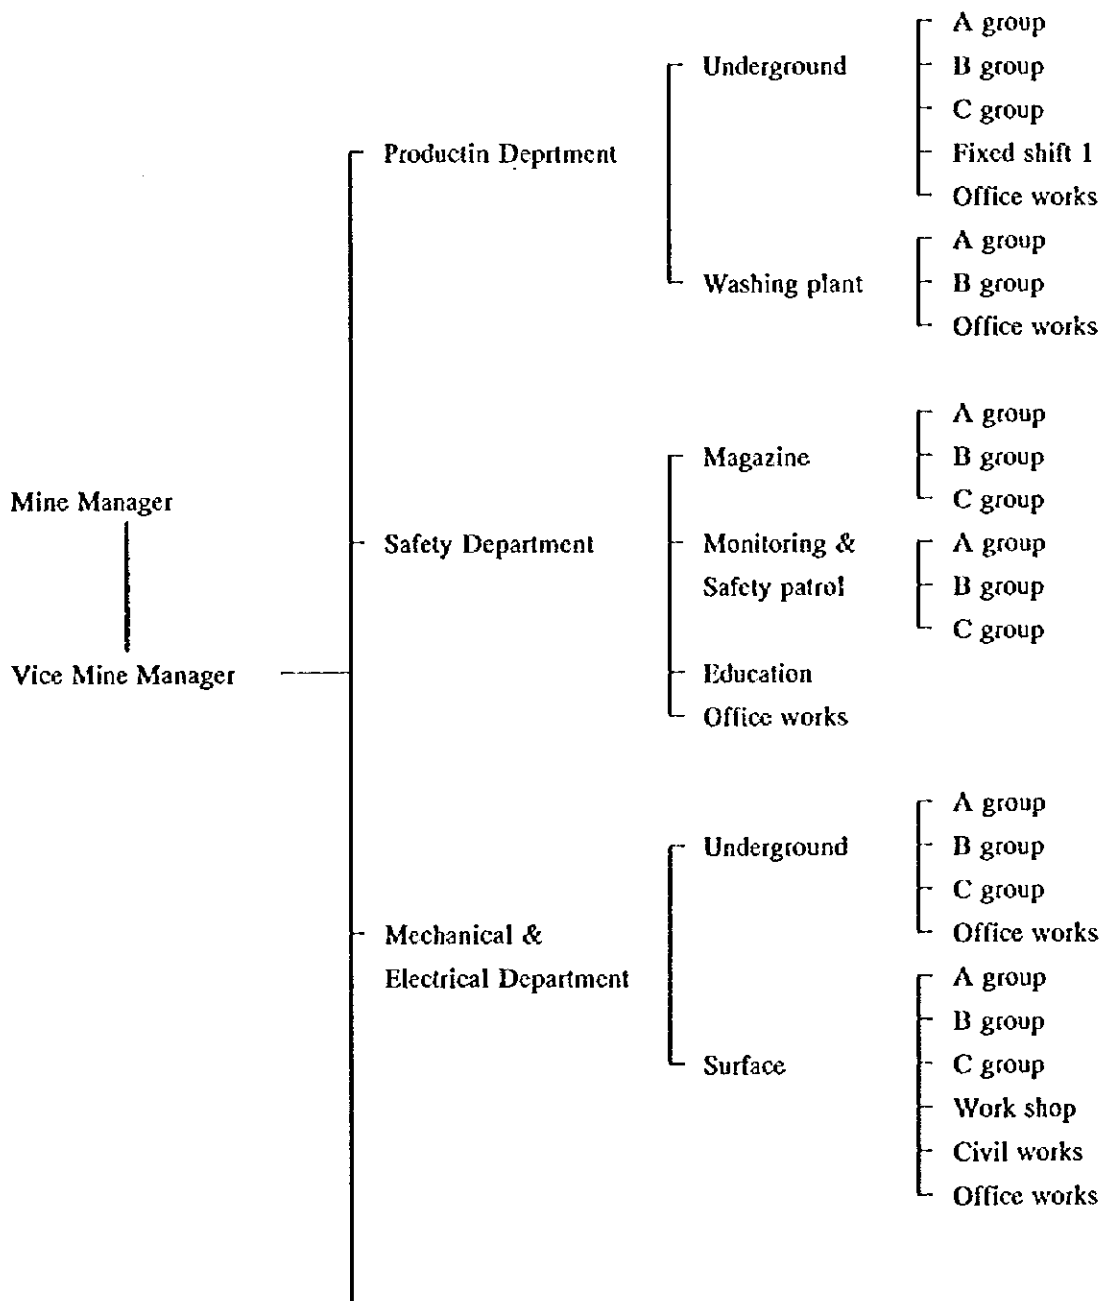 A group
Underground
B group
C group
Productin Deprtment
Fixed shift 1
Office works
A group
Washing plant
B group
Office works
A group
Magazine
B group
Mine Manager
C group
Safety Department
Monitoring &
A group
Safety patrol
B group
C group
Vice Mine Manager
Education
Office works
A group
Underground
B group
C group
Mechanical &
Office works
Electrical Department
A group
B group
Surface
C group
Work shop
Civil works
Office works